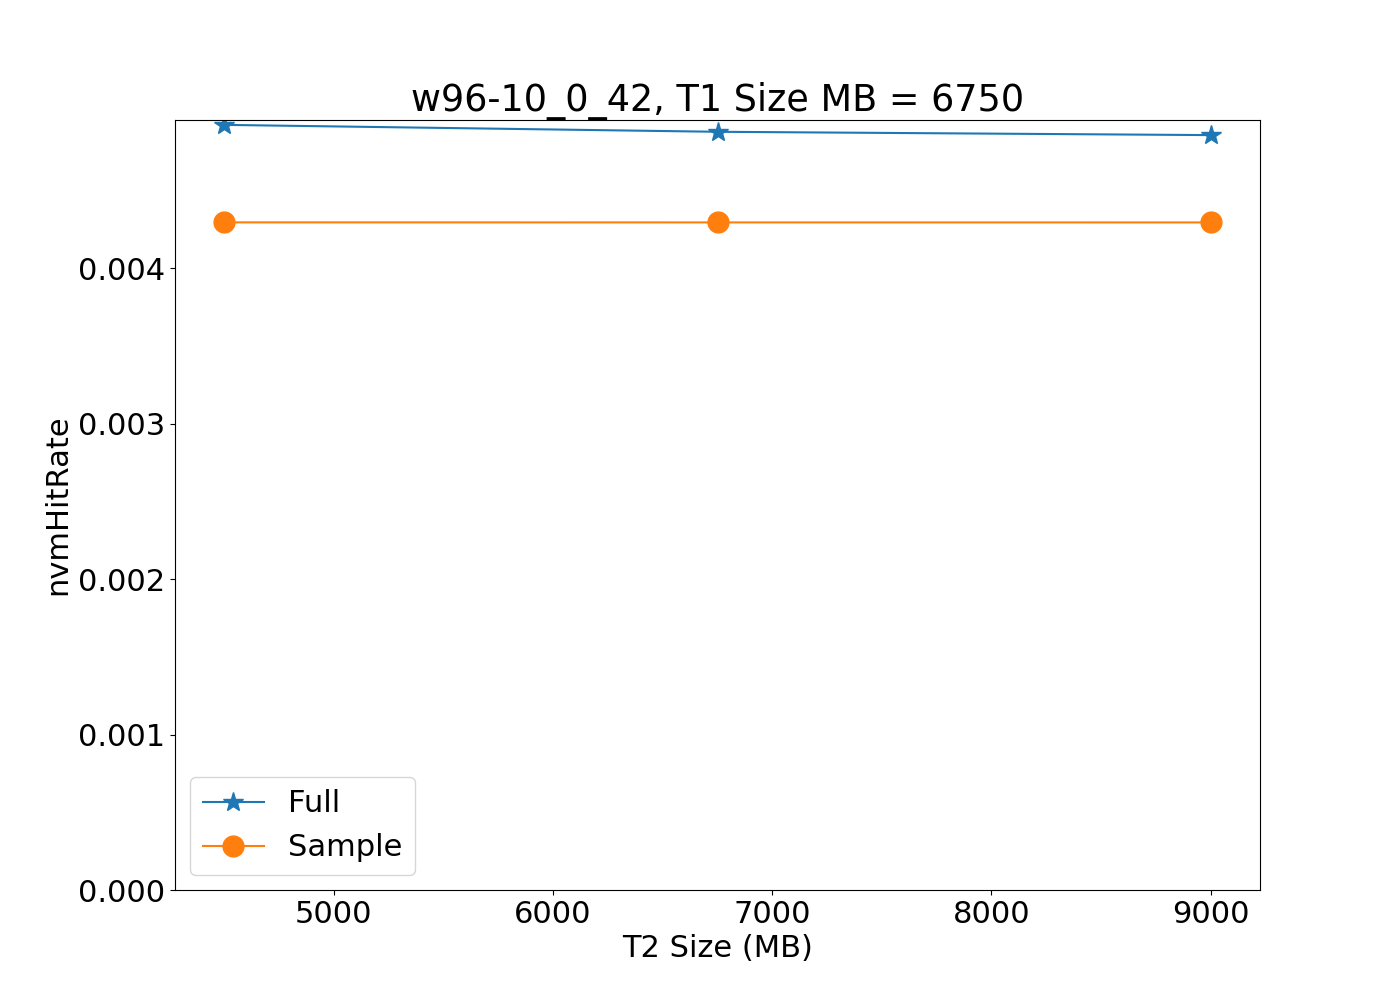 w96-10_0_42, T1 Size MB = 6750
0.004
0.003
0.002
0.001
0.000
nvmHitRate
Full
Sample
5000 6000 7000 8000 9000
T2 Size (MB)